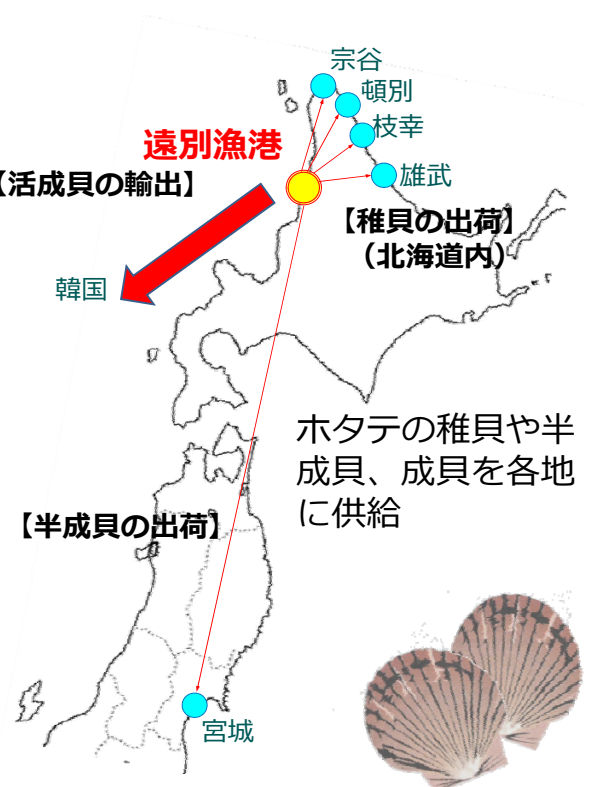 宗谷
頓別
枝幸
遠別漁港
雄武
【活成貝の輸出】
【稚貝の出荷】
（北海道内）
韓国
ホタテの稚貝や半
成貝、成貝を各地
に供給
【半成貝の出荷】
宮城